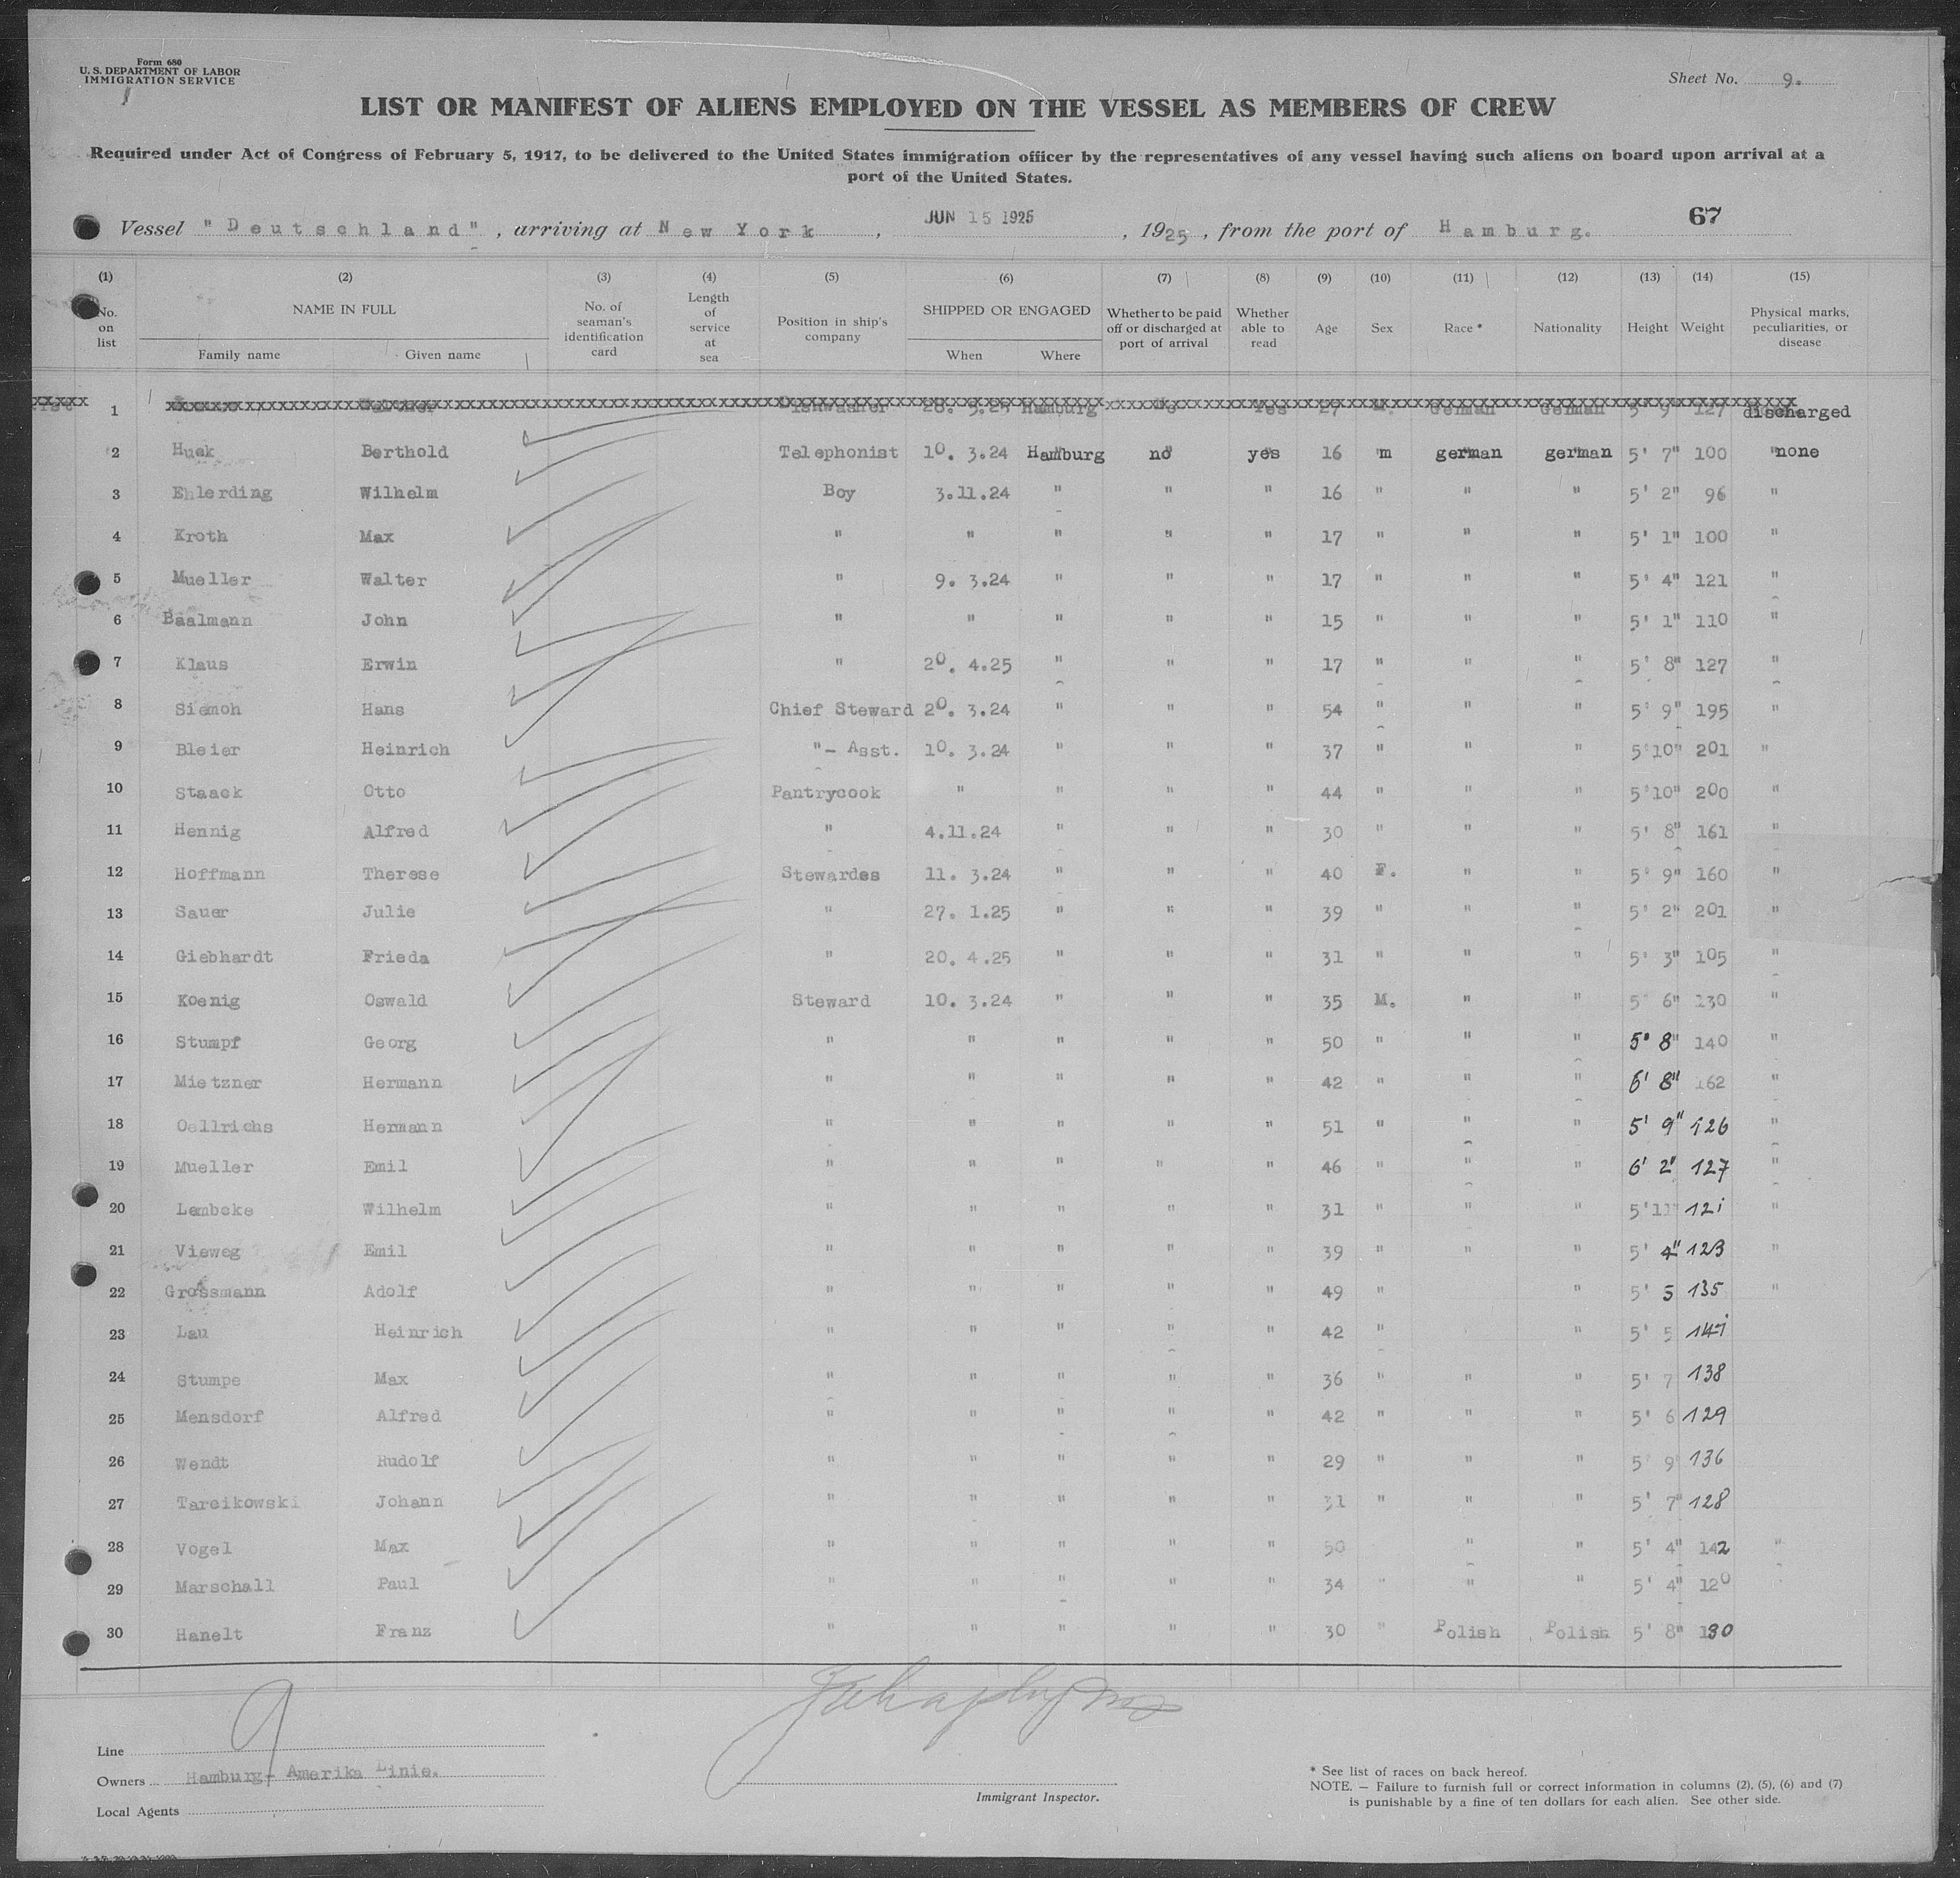 Form 680
U. S. DEPARTMENT OF LABOR
IMMIGRATION SERVICE
Sheet No. 9.
LIST OR MANIFEST OF ALIENS EMPLOYED ON THE VESSEL AS MEMBERS OF CREW
Required under Act of Congress of February 5, 1917, to be delivered to the United States immigration officer by the representatives of any vessel having such aliens on board upon arrival at a
port of the United States.
Vessel "Deutschland", arriving at New York, JUN 15 1925, 1925, from the port of Hamburg. 67
(1) (2) (3) (4) (5) (6) (7) (8) (9) (10) (11) (12) (13) (14) (15)
No. on list NAME IN FULL Family name Given name No. of seaman's identification card Length of service at sea Position in ship's company SHIPPED OR ENGAGED When Where Whether to be paid off or discharged at port of arrival Whether able to read Age Sex Race * Nationality Height Weight Physical marks, peculiarities, or disease
1 Hamburg Yes 27 German German 5' 9" 127 discharged
2 Huek Berthold Telephonist 10. 3.24 Hamburg no yes 16 m german german 5' 7" 100 none
3 Ehlerding Wilhelm Boy 3.11.24 " " " 16 " " " 5' 2" 96 "
4 Kroth Max " " " " " 17 " " " 5' 1" 100 "
5 Mueller Walter " 9. 3.24 " " " 17 " " " 5' 4" 121 "
6 Baalmann John " " " " " 15 " " " 5' 1" 110 "
7 Klaus Erwin " 20. 4.25 " " " 17 " " " 5' 8" 127 "
8 Siemoh Hans Chief Steward 20. 3.24 " " " 54 " " " 5' 9" 195 "
9 Bleier Heinrich "- Asst. 10. 3.24 " " " 37 " " " 5'10" 201 "
10 Staack Otto Pantrycook " " " " 44 " " " 5'10" 200 "
11 Hennig Alfred " 4.11.24 " " " 30 " " " 5' 8" 161 "
12 Hoffmann Therese Stewardes 11. 3.24 " " " 40 F. " " 5' 9" 160 "
13 Sauer Julie " 27. 1.25 " " " 39 " " " 5' 2" 201 "
14 Giebhardt Frieda " 20. 4.25 " " " 31 " " " 5' 3" 105 "
15 Koenig Oswald Steward 10. 3.24 " " " 35 M. " " 5' 6" 130 "
16 Stumpf Georg " " " " " 50 " " " 5' 8" 140 "
17 Mietzner Hermann " " " " " 42 " " " 6' 8" 162 "
18 Oellrichs Hermann " " " " " 51 " " " 5' 9" 126 "
19 Mueller Emil " " " " " 46 " " " 6' 2" 127 "
20 Lembcke Wilhelm " " " " " 31 " " " 5'11" 121 "
21 Vieweg Emil " " " " " 39 " " " 5' 4" 123 "
22 Grossmann Adolf " " " " " 49 " " 5' 5 135 "
23 Lau Heinrich " " " " " 42 " " 5' 5 141
24 Stumpe Max " " " " " 36 " " " 5' 7 138
25 Mensdorf Alfred " " " " " 42 " " " 5' 6 129
26 Wendt Rudolf " " " " " 29 " " " 5' 9 136
27 Tarcikowski Johann " " " " " 31 " " " 5' 7" 128
28 Vogel Max " " " " " 50 " " 5' 4" 142 "
29 Marschall Paul " " " " " 34 " " " 5' 4" 120 "
30 Hanelt Franz " " " " " 30 " Polish Polish 5' 8" 130
9
Line
Owners Hamburg- Amerika Linie.
Local Agents
Immigrant Inspector.
* See list of races on back hereof.
NOTE. — Failure to furnish full or correct information in columns (2), (5), (6) and (7)
is punishable by a fine of ten dollars for each alien. See other side.